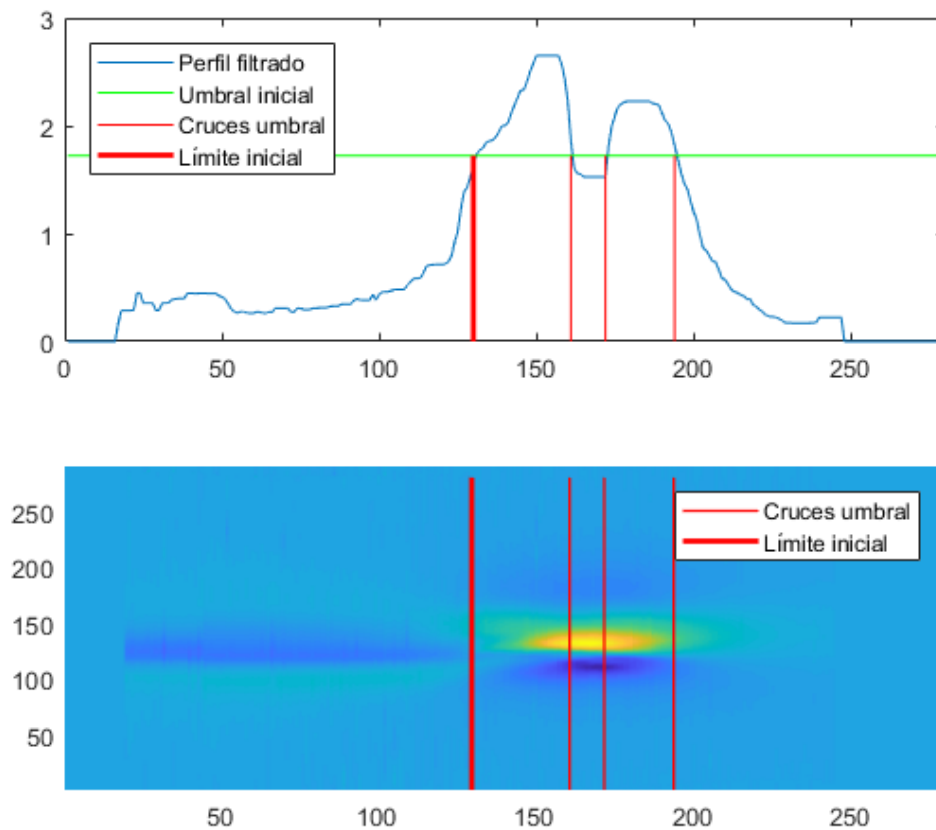 3
2
1
0
Perfil filtrado
Umbral inicial
Cruces umbral
Límite inicial
0 50 100 150 200 250
250
200
150
100
50
Cruces umbral
Límite inicial
50 100 150 200 250